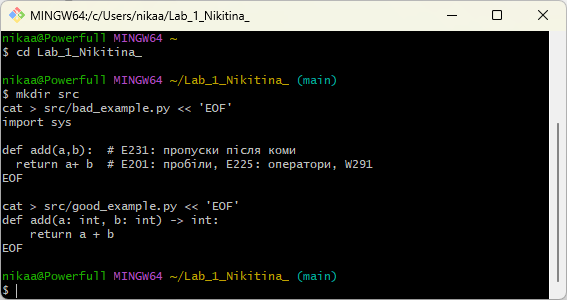 MINGW64:/c/Users/nikaa/Lab_1_Nikitina_
nikaa@Powerfull MINGW64 ~
$ cd Lab_1_Nikitina_
nikaa@Powerfull MINGW64 ~/Lab_1_Nikitina_ (main)
$ mkdir src
cat > src/bad_example.py << 'EOF'
import sys
def add(a,b):  # E231: пропуски після коми
  return a+ b  # E201: пробіли, E225: оператори, W291
EOF
cat > src/good_example.py << 'EOF'
def add(a: int, b: int) -> int:
    return a + b
EOF
nikaa@Powerfull MINGW64 ~/Lab_1_Nikitina_ (main)
$